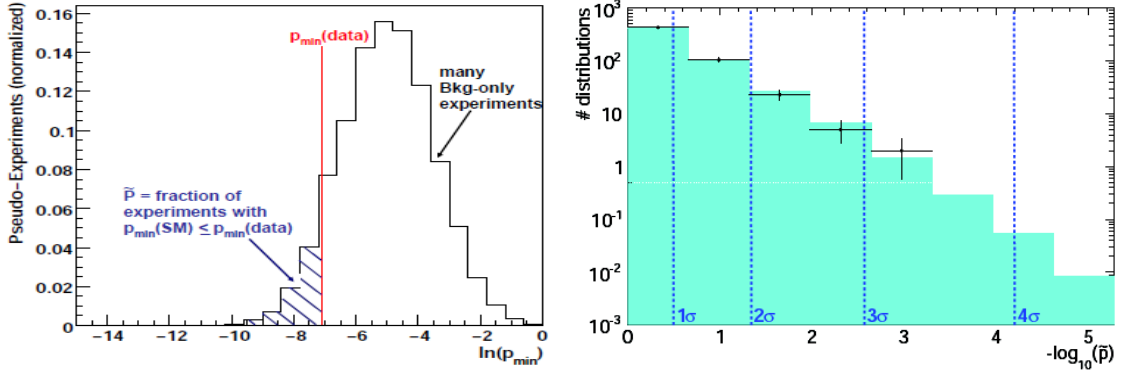 Pseudo-Experiments (normalized)
0.16
0.14
0.12
0.1
0.08
0.06
0.04
0.02
0
p_min(data)
many
Bkg-only
experiments
P̃ = fraction of
experiments with
p_min(SM) ≤ p_min(data)
−14 −12 −10 −8 −6 −4 −2 0
ln(p_min)
# distributions
10³
10²
10
1
10⁻¹
10⁻²
10⁻³
1σ 2σ 3σ 4σ
0 1 2 3 4 5
-log₁₀(p̃)